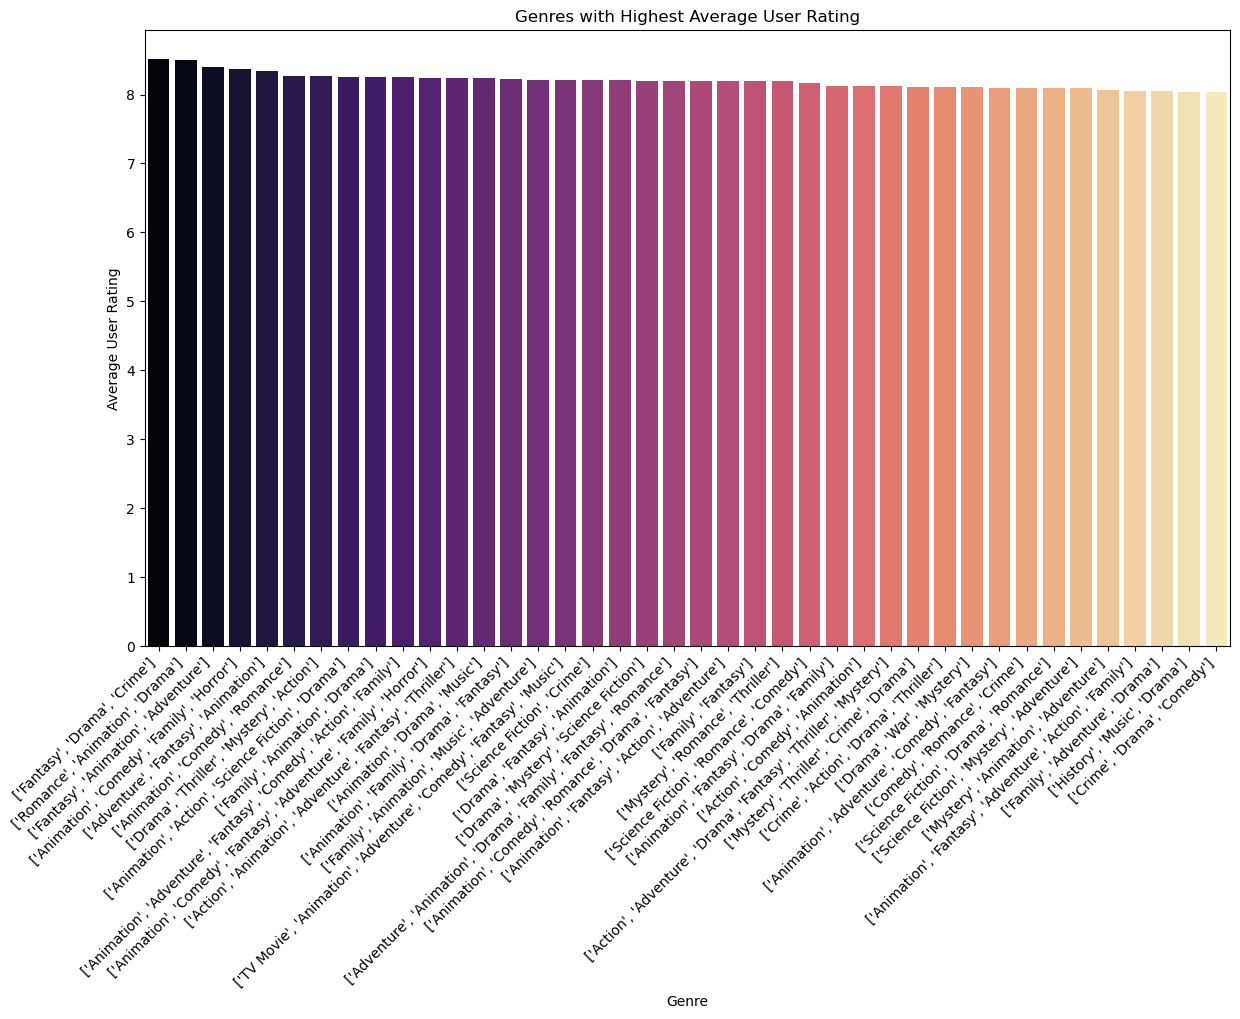 Genres with Highest Average User Rating
Average User Rating
8
7
6
5
4
3
2
1
0
['Fantasy', 'Drama', 'Crime']
['Romance', 'Animation', 'Drama']
['Fantasy', 'Animation', 'Adventure']
['Animation', 'Comedy', 'Family', 'Horror']
['Adventure', 'Fantasy', 'Animation']
['Animation', 'Comedy', 'Romance']
['Drama', 'Thriller', 'Mystery', 'Action']
['Animation', 'Action', 'Science Fiction', 'Drama']
['Family', 'Animation', 'Drama']
['Animation', 'Adventure', 'Fantasy', 'Comedy', 'Action', 'Family']
['Animation', 'Comedy', 'Fantasy', 'Adventure', 'Family', 'Horror']
['Action', 'Animation', 'Adventure', 'Fantasy', 'Thriller']
['Animation', 'Drama', 'Music']
['Animation', 'Family', 'Drama', 'Fantasy']
['Family', 'Animation', 'Music', 'Adventure']
['TV Movie', 'Animation', 'Adventure', 'Comedy', 'Fantasy', 'Music']
['Science Fiction', 'Crime']
['Drama', 'Fantasy', 'Animation']
['Drama', 'Mystery', 'Science Fiction']
['Adventure', 'Animation', 'Drama', 'Family', 'Fantasy', 'Romance']
['Animation', 'Comedy', 'Romance', 'Drama', 'Fantasy']
['Animation', 'Fantasy', 'Action', 'Adventure']
['Family', 'Fantasy']
['Mystery', 'Romance', 'Thriller']
['Science Fiction', 'Romance', 'Comedy']
['Animation', 'Fantasy', 'Drama', 'Family']
['Action', 'Comedy', 'Animation']
['Action', 'Adventure', 'Drama', 'Fantasy', 'Thriller', 'Mystery']
['Mystery', 'Thriller', 'Crime', 'Drama']
['Crime', 'Action', 'Drama', 'Thriller']
['Drama', 'War', 'Mystery']
['Animation', 'Adventure', 'Comedy', 'Fantasy']
['Comedy', 'Romance', 'Crime']
['Science Fiction', 'Drama', 'Romance']
['Science Fiction', 'Mystery', 'Adventure']
['Mystery', 'Animation', 'Adventure']
['Animation', 'Fantasy', 'Adventure', 'Action', 'Family']
['Family', 'Adventure', 'Drama']
['History', 'Music', 'Drama']
['Crime', 'Drama', 'Comedy']
Genre